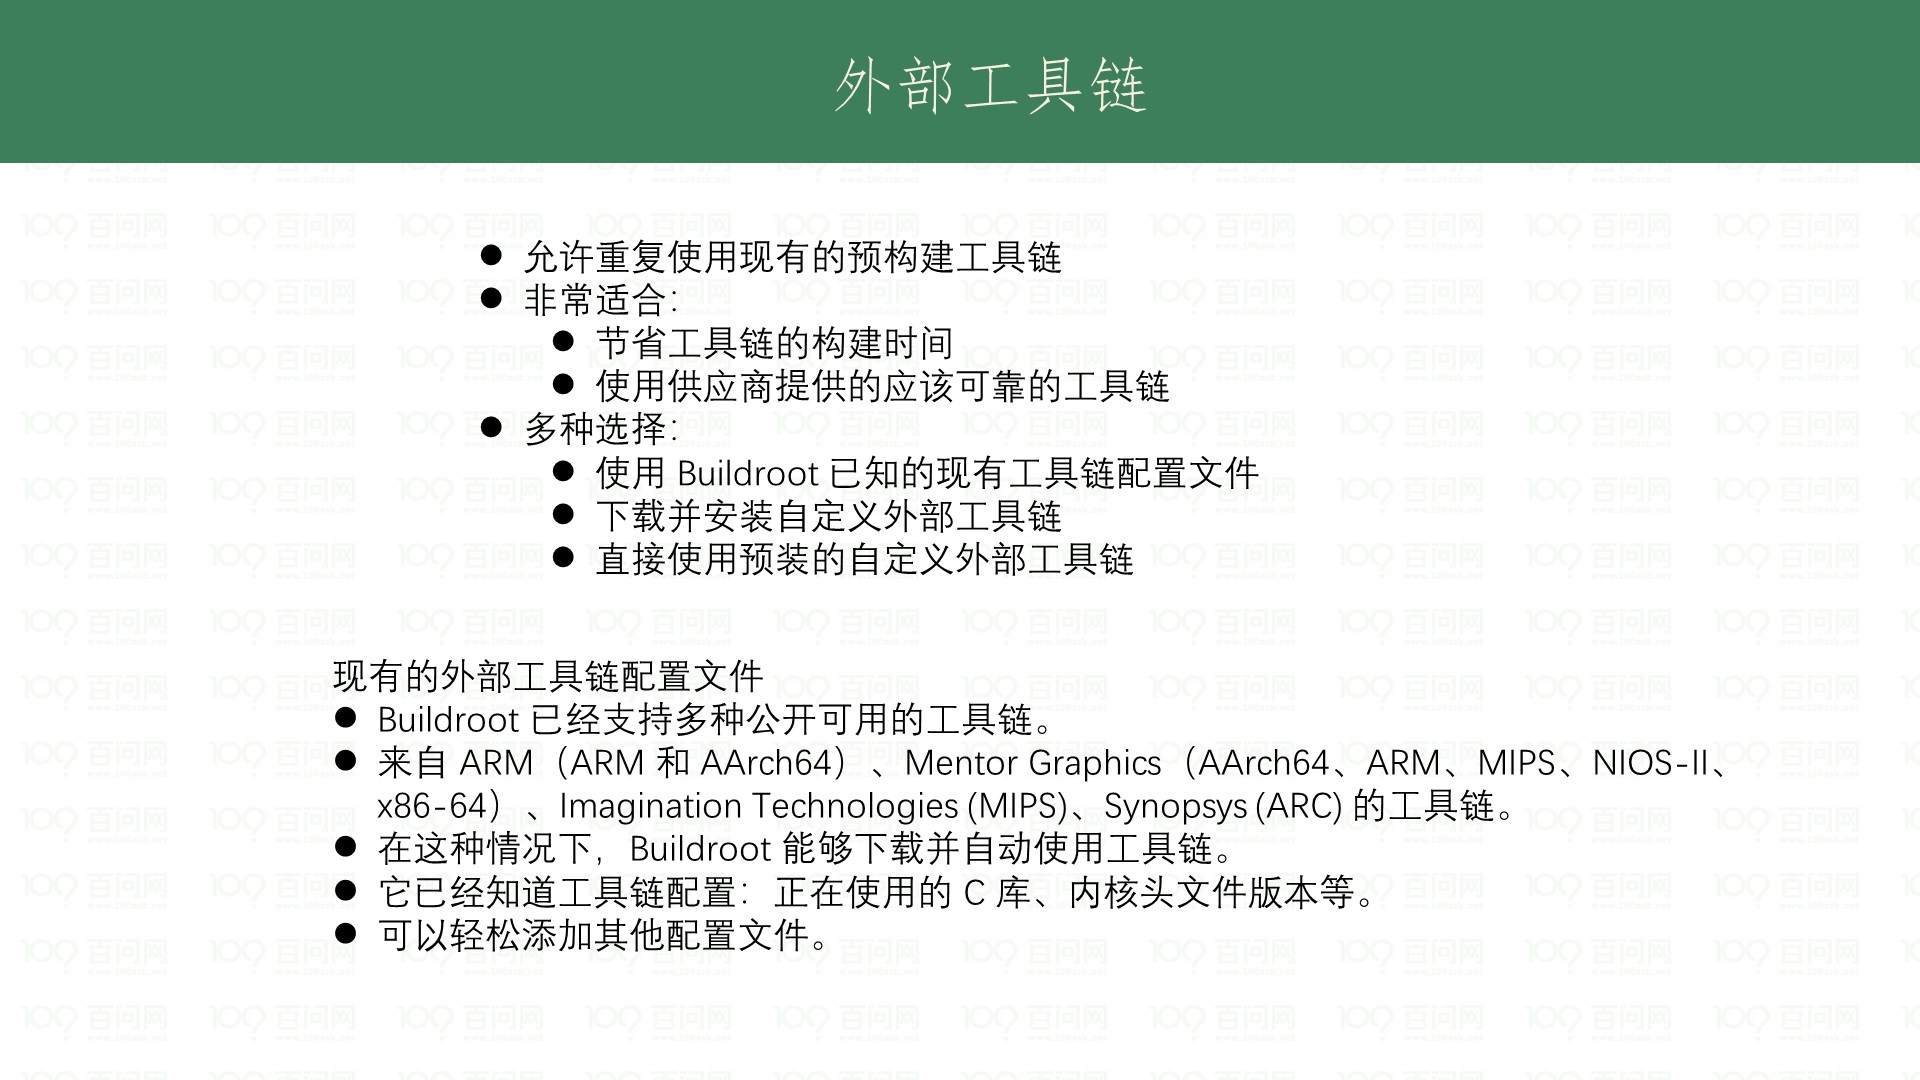 外部工具链
● 允许重复使用现有的预构建工具链
● 非常适合：
● 节省工具链的构建时间
● 使用供应商提供的应该可靠的工具链
● 多种选择：
● 使用 Buildroot 已知的现有工具链配置文件
● 下载并安装自定义外部工具链
● 直接使用预装的自定义外部工具链
现有的外部工具链配置文件
● Buildroot 已经支持多种公开可用的工具链。
● 来自 ARM（ARM 和 AArch64）、Mentor Graphics（AArch64、ARM、MIPS、NIOS-II、
x86-64）、Imagination Technologies (MIPS)、Synopsys (ARC) 的工具链。
● 在这种情况下，Buildroot 能够下载并自动使用工具链。
● 它已经知道工具链配置：正在使用的 C 库、内核头文件版本等。
● 可以轻松添加其他配置文件。